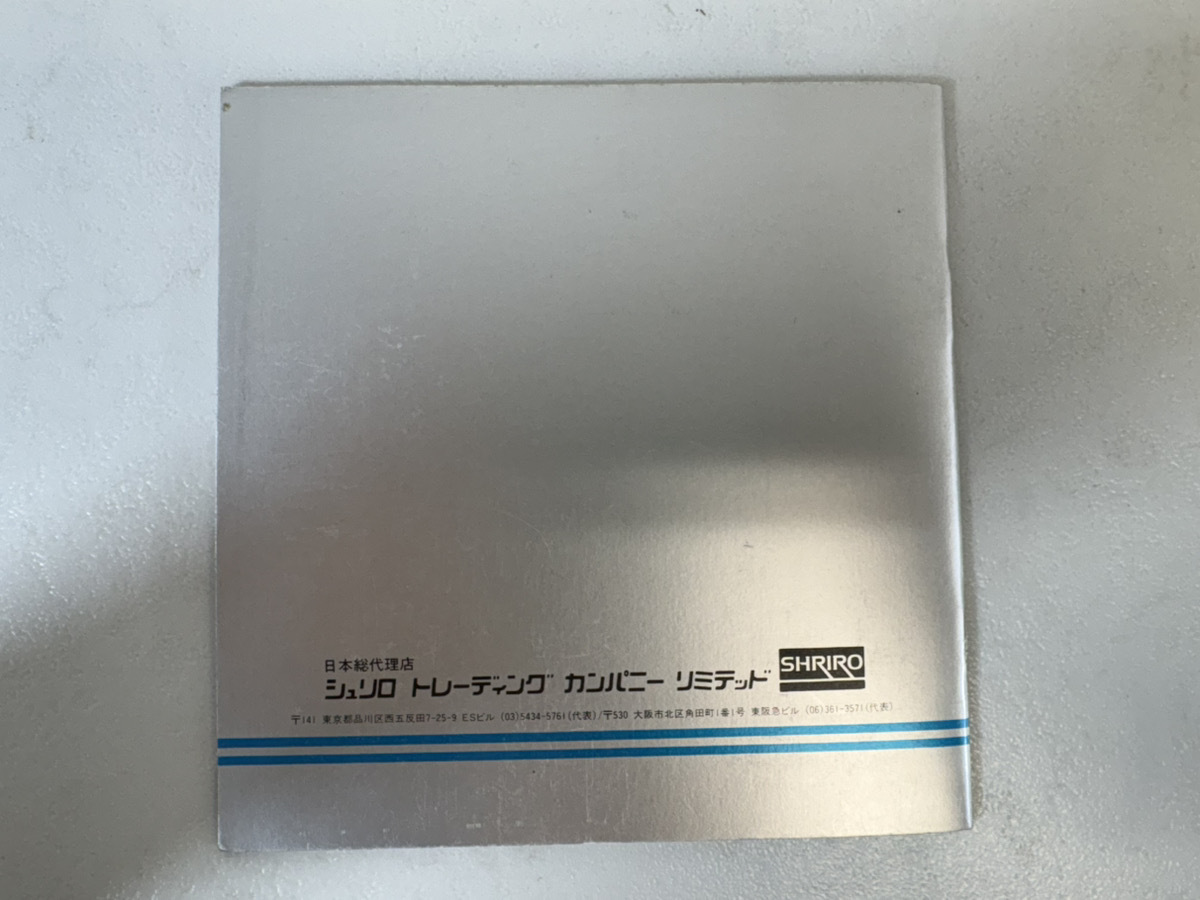 日本総代理店
シュリロ トレーディング カンパニー リミテッド SHRIRO
〒141 東京都品川区西五反田7-25-9 ESビル (03)5434-5761(代表)/〒530 大阪市北区角田町1番1号 東阪急ビル (06)361-3571(代表)